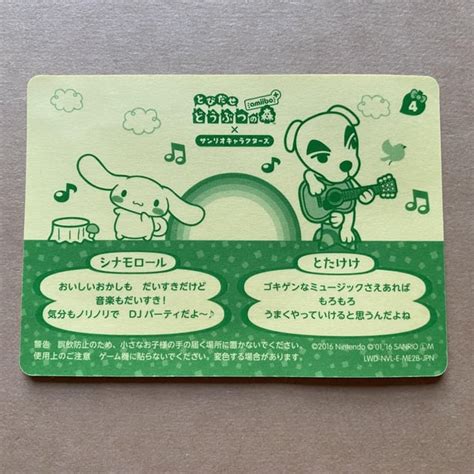 とびだせ
どうぶつの森
amiibo+
×
サンリオキャラクターズ
4
シナモロール
おいしいおかしも だいすきだけど
音楽もだいすき!
気分もノリノリで DJパーティだよ~♪
とたけけ
ゴキゲンなミュージックさえあれば
もろもろ
うまくやっていけると思うんだよね
警告 誤飲防止のため、小さなお子様の手の届く場所に置かないでください。
使用上のご注意 ゲーム機に貼らないでください。変色する場合があります。
©2016 Nintendo ©'01,'16 SANRIO ⓁM
LWD-NVL-E-ME2B-JPN